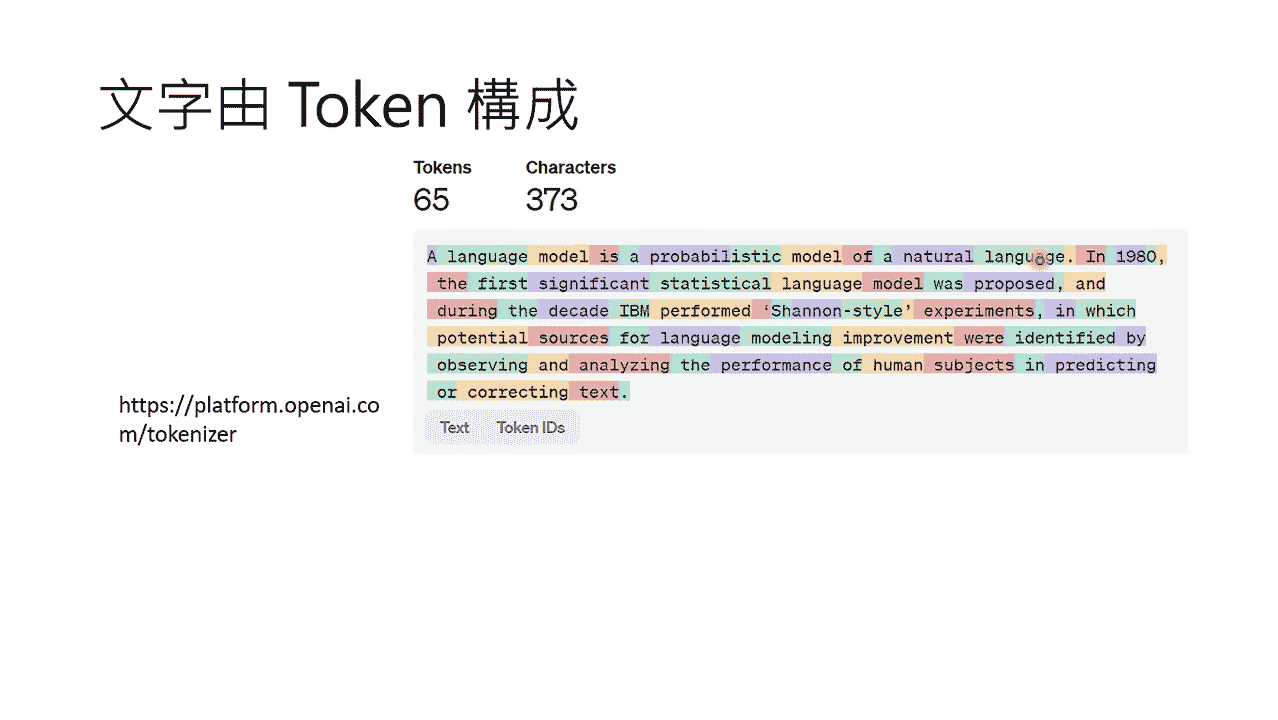 文字由 Token 構成
Tokens Characters
65 373
A language model is a probabilistic model of a natural language. In 1980,
the first significant statistical language model was proposed, and
during the decade IBM performed ‘Shannon-style’ experiments, in which
potential sources for language modeling improvement were identified by
observing and analyzing the performance of human subjects in predicting
or correcting text.
Text Token IDs
https://platform.openai.co
m/tokenizer